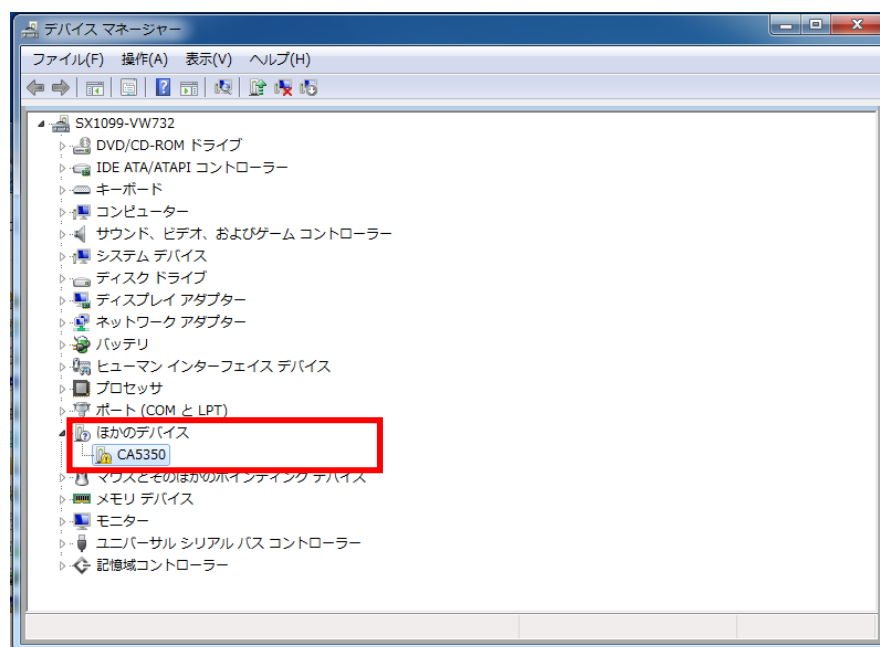 デバイス マネージャー
ファイル(F) 操作(A) 表示(V) ヘルプ(H)
SX1099-VW732
DVD/CD-ROM ドライブ
IDE ATA/ATAPI コントローラー
キーボード
コンピューター
サウンド、ビデオ、およびゲーム コントローラー
システム デバイス
ディスク ドライブ
ディスプレイ アダプター
ネットワーク アダプター
バッテリ
ヒューマン インターフェイス デバイス
プロセッサ
ポート (COM と LPT)
ほかのデバイス
CA5350
マウスとそのほかのポインティング デバイス
メモリ デバイス
モニター
ユニバーサル シリアル バス コントローラー
記憶域コントローラー